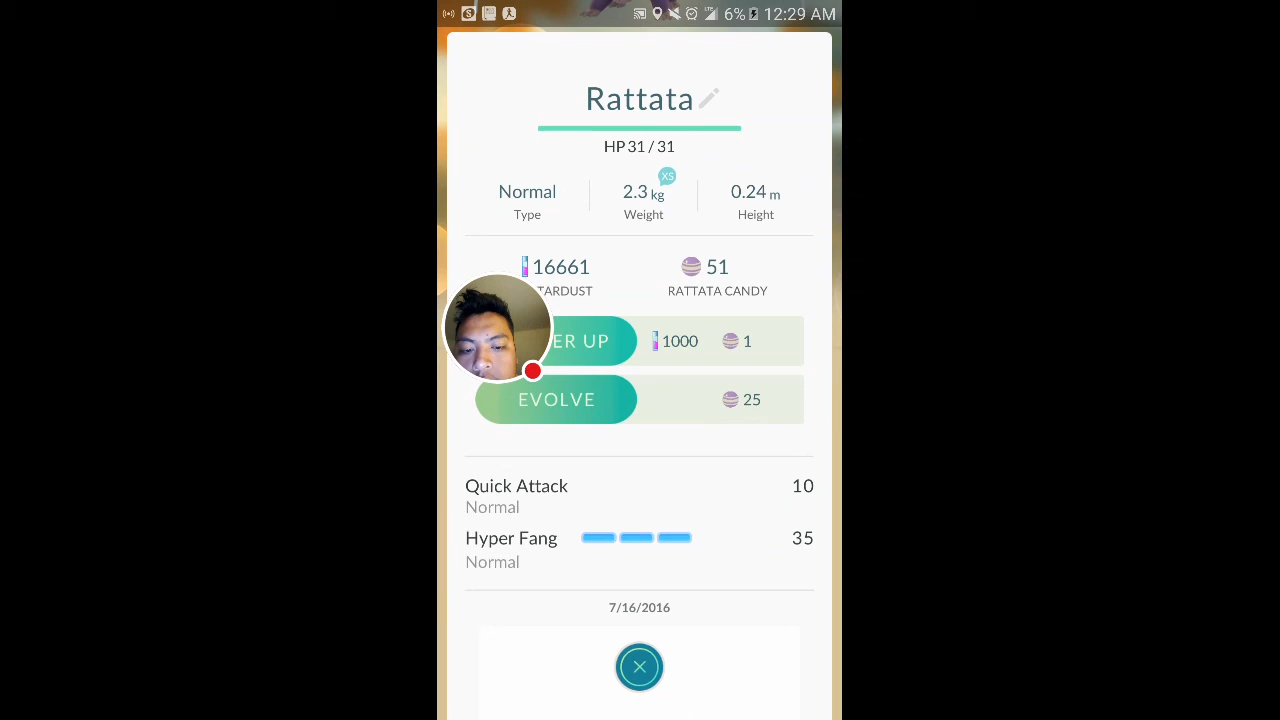 LTE 6% 12:29 AM
Rattata
HP 31 / 31
XS
Normal 2.3 kg 0.24 m
Type Weight Height
16661 51
TARDUST RATTATA CANDY
ER UP 1000 1
EVOLVE 25
Quick Attack 10
Normal
Hyper Fang 35
Normal
7/16/2016